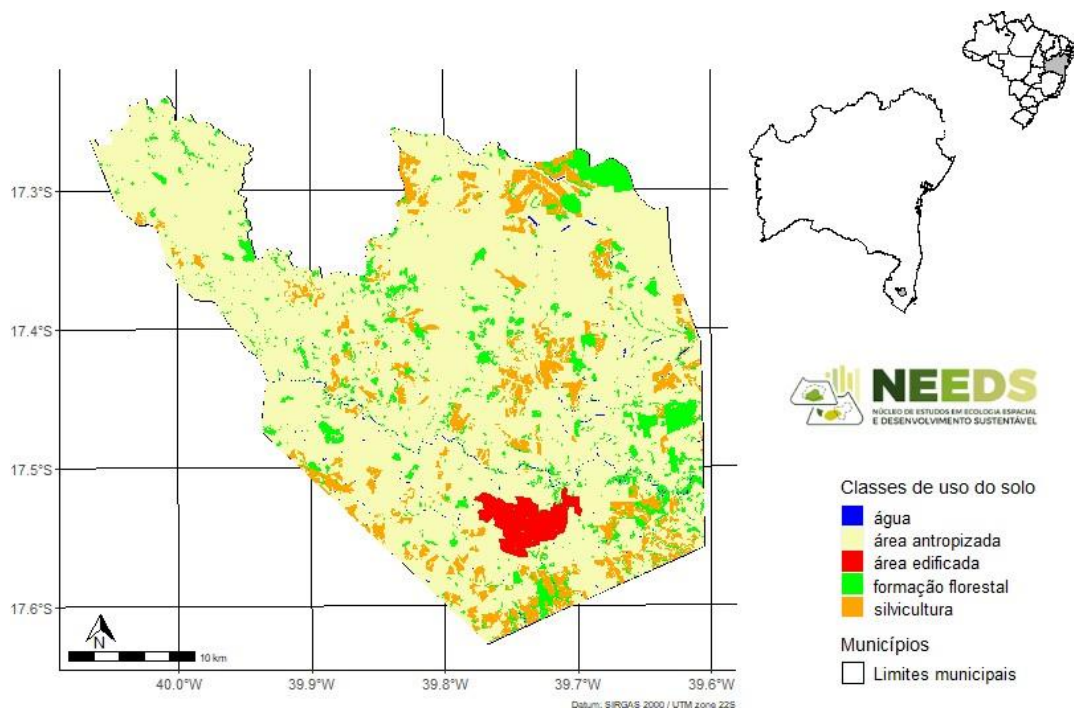 17.3°S
17.4°S
17.5°S
17.6°S
N
10 km
40.0°W
39.9°W
39.8°W
39.7°W
39.6°W
Datum: SIRGAS 2000 / UTM zone 22S
NEEDS
NÚCLEO DE ESTUDOS EM ECOLOGIA ESPACIAL
E DESENVOLVIMENTO SUSTENTÁVEL
Classes de uso do solo
água
área antropizada
área edificada
formação florestal
silvicultura
Municípios
Limites municipais